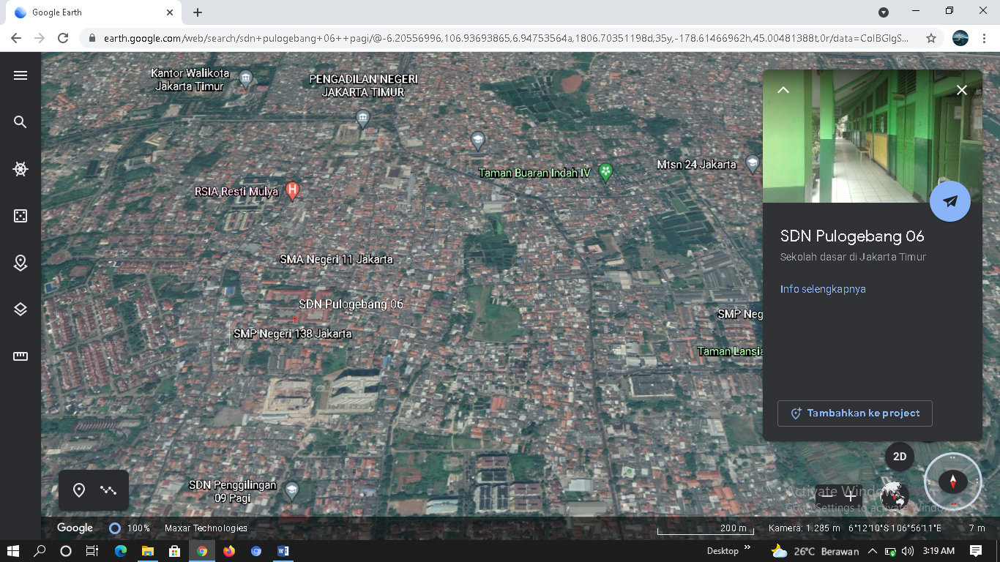 Google Earth
earth.google.com/web/search/sdn+pulogebang+06++pagi/@-6.20556996,106.93693865,6.94753564a,1806.70351198d,35y,-178.61466962h,45.00481388t,0r/data=CoIBGlgS...
Kantor Walikota
Jakarta Timur
PENGADILAN NEGERI
JAKARTA TIMUR
Taman Buaran Indah IV
Mtsn 24 Jakarta
RSIA Resti Mulya
H
SMA Negeri 11 Jakarta
SDN Pulogebang 06
SMP Negeri 138 Jakarta
SMP Neg
Taman Lansia
SDN Penggilingan
09 Pagi
SDN Pulogebang 06
Sekolah dasar di Jakarta Timur
Info selengkapnya
Tambahkan ke project
2D
Activate Windows
Go to Settings to activate Windows.
Google
100%
Maxar Technologies
200 m
Kamera: 1.285 m
6°12'10"S 106°56'11"E
7 m
Desktop
26°C Berawan
3:19 AM